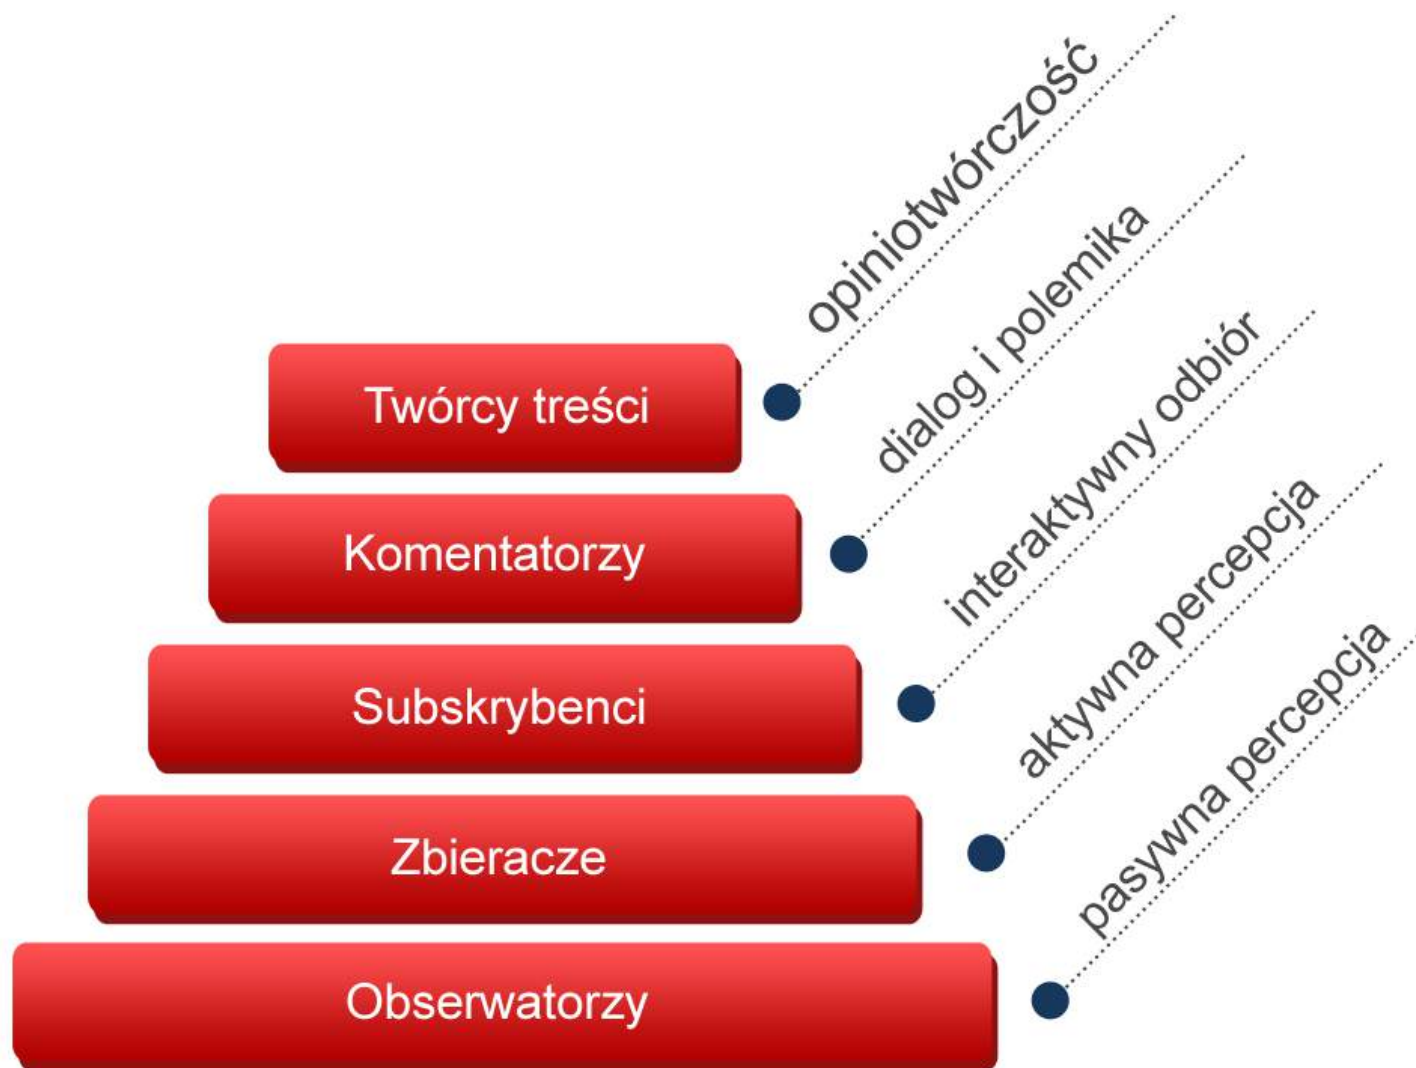 opiniotwórczość
Twórcy treści
dialog i polemika
Komentatorzy
interaktywny odbiór
Subskrybenci
aktywna percepcja
Zbieracze
pasywna percepcja
Obserwatorzy